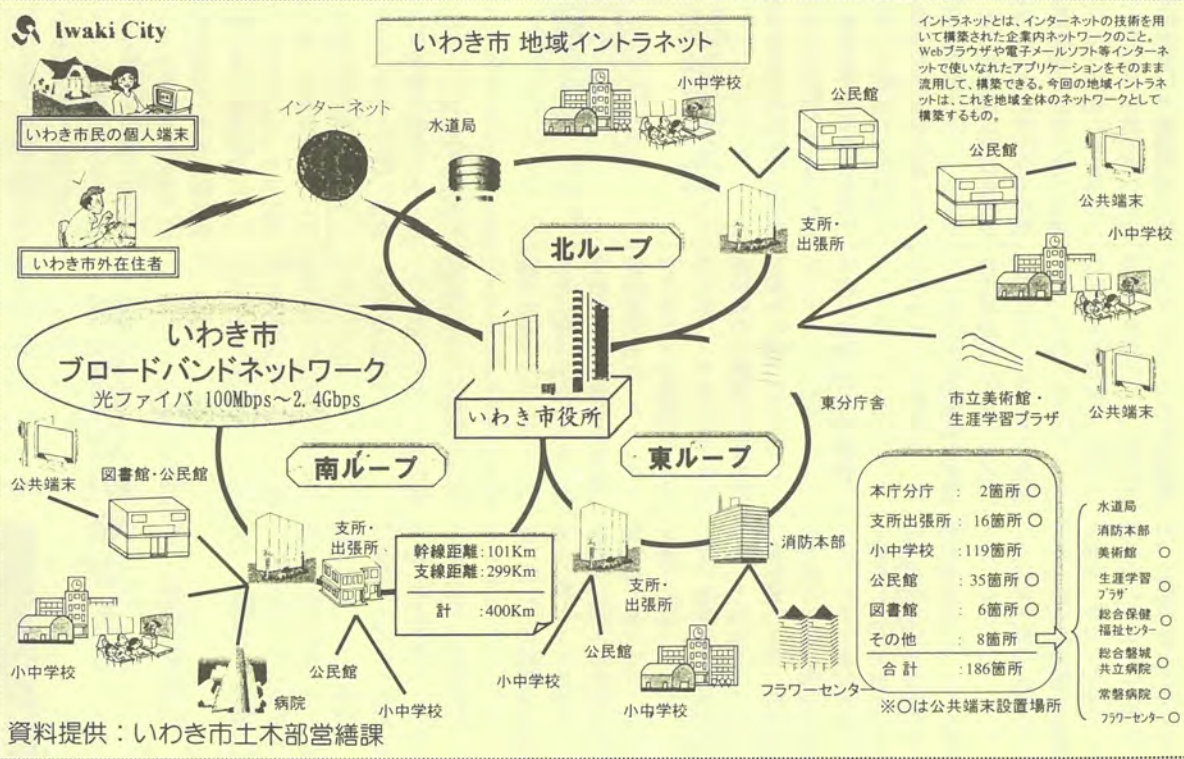 Iwaki City
いわき市 地域イントラネット
イントラネットとは、インターネットの技術を用
いて構築された企業内ネットワークのこと。
Webブラウザや電子メールソフト等インターネ
ットで使いなれたアプリケーションをそのまま
流用して、構築できる。今回の地域イントラネ
ットは、これを地域全体のネットワークとして
構築するもの。
いわき市民の個人端末
インターネット
水道局
小中学校
公民館
支所・
出張所
公民館
公共端末
小中学校
いわき市外在住者
北ループ
いわき市
ブロードバンドネットワーク
光ファイバ 100Mbps～2.4Gbps
いわき市役所
東分庁舎
市立美術館・
生涯学習プラザ
公共端末
南ループ
東ループ
公共端末
図書館・公民館
支所・
出張所
幹線距離:101Km
支線距離:299Km
計 :400Km
支所・
出張所
消防本部
小中学校
病院
公民館
小中学校
小中学校
公民館
小中学校
フラワーセンター
本庁分庁 : 2箇所 ○
支所出張所 : 16箇所 ○
小中学校 :119箇所
公民館 : 35箇所 ○
図書館 : 6箇所 ○
その他 : 8箇所
合計 :186箇所
※○は公共端末設置場所
水道局
消防本部
美術館 ○
生涯学習
プラザ ○
総合保健
福祉センター ○
総合磐城
共立病院 ○
常磐病院 ○
フラワーセンター ○
資料提供：いわき市土木部営繕課